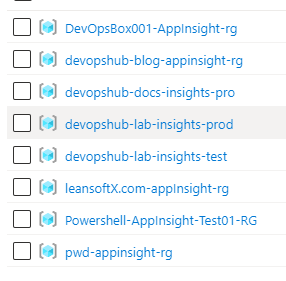 DevOpsBox001-AppInsight-rg
devopshub-blog-appinsight-rg
devopshub-docs-insights-pro
devopshub-lab-insights-prod
devopshub-lab-insights-test
leansoftX.com-appInsight-rg
Powershell-AppInsight-Test01-RG
pwd-appinsight-rg